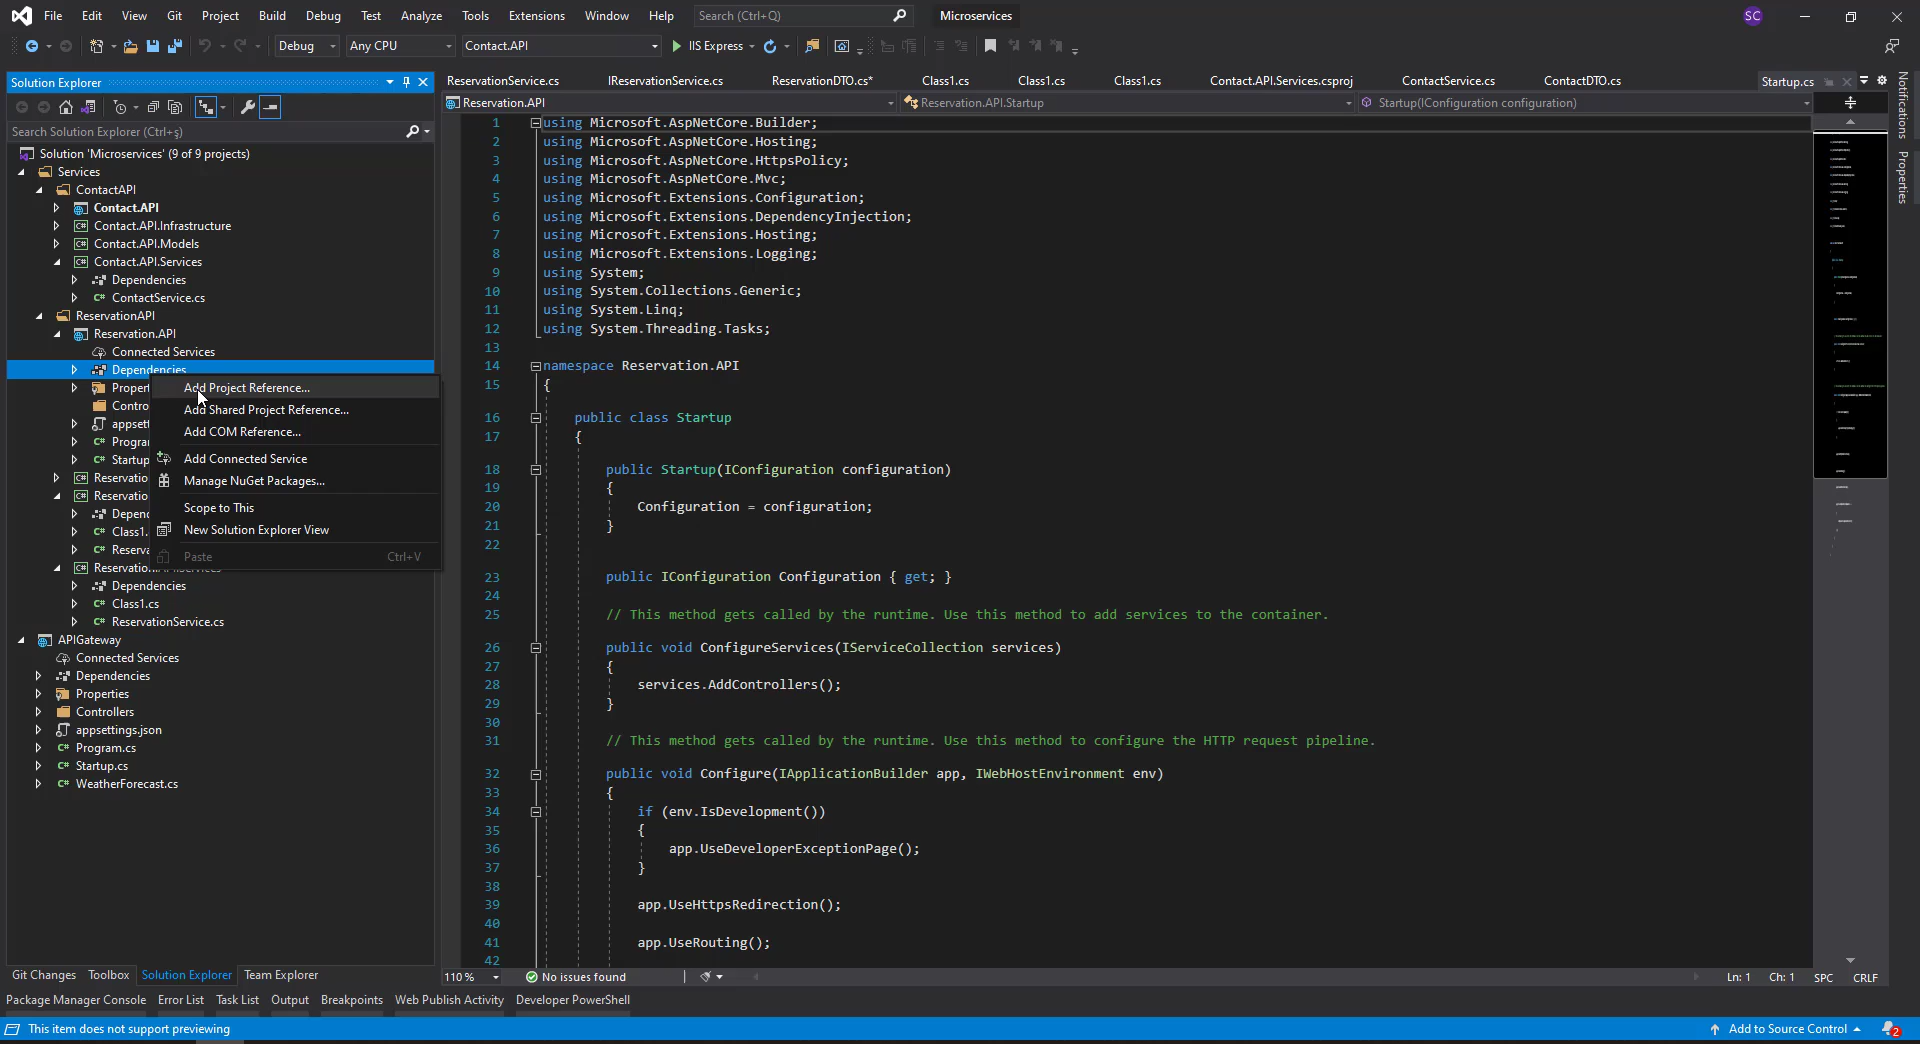 File Edit View Git Project Build Debug Test Analyze Tools Extensions Window Help Search (Ctrl+Q) Microservices SC
Debug Any CPU Contact.API IIS Express
Solution Explorer
Search Solution Explorer (Ctrl+ş)
Solution 'Microservices' (9 of 9 projects)
Services
ContactAPI
Contact.API
Contact.API.Infrastructure
Contact.API.Models
Contact.API.Services
Dependencies
C# ContactService.cs
ReservationAPI
Reservation.API
Connected Services
Dependencies
Propert
Contro
appsett
C# Program
C# Startup
Reservatio
Reservatio
Depend
C# Class1.
C# Reserva
Reservation
Dependencies
C# Class1.cs
C# ReservationService.cs
APIGateway
Connected Services
Dependencies
Properties
Controllers
appsettings.json
C# Program.cs
C# Startup.cs
C# WeatherForecast.cs
Add Project Reference...
Add Shared Project Reference...
Add COM Reference...
Add Connected Service
Manage NuGet Packages...
Scope to This
New Solution Explorer View
Paste Ctrl+V
Git Changes Toolbox Solution Explorer Team Explorer
ReservationService.cs IReservationService.cs ReservationDTO.cs* Class1.cs Class1.cs Class1.cs Contact.API.Services.csproj ContactService.cs ContactDTO.cs Startup.cs
Reservation.API Reservation.API.Startup Startup(IConfiguration configuration)
1 using Microsoft.AspNetCore.Builder;
2 using Microsoft.AspNetCore.Hosting;
3 using Microsoft.AspNetCore.HttpsPolicy;
4 using Microsoft.AspNetCore.Mvc;
5 using Microsoft.Extensions.Configuration;
6 using Microsoft.Extensions.DependencyInjection;
7 using Microsoft.Extensions.Hosting;
8 using Microsoft.Extensions.Logging;
9 using System;
10 using System.Collections.Generic;
11 using System.Linq;
12 using System.Threading.Tasks;
13
14 namespace Reservation.API
15 {
16 public class Startup
17 {
18 public Startup(IConfiguration configuration)
19 {
20 Configuration = configuration;
21 }
22
23 public IConfiguration Configuration { get; }
24
25 // This method gets called by the runtime. Use this method to add services to the container.
26 public void ConfigureServices(IServiceCollection services)
27 {
28 services.AddControllers();
29 }
30
31 // This method gets called by the runtime. Use this method to configure the HTTP request pipeline.
32 public void Configure(IApplicationBuilder app, IWebHostEnvironment env)
33 {
34 if (env.IsDevelopment())
35 {
36 app.UseDeveloperExceptionPage();
37 }
38
39 app.UseHttpsRedirection();
40
41 app.UseRouting();
42
110 % No issues found Ln: 1 Ch: 1 SPC CRLF
Notifications
Properties
Package Manager Console Error List Task List Output Breakpoints Web Publish Activity Developer PowerShell
This item does not support previewing Add to Source Control 2